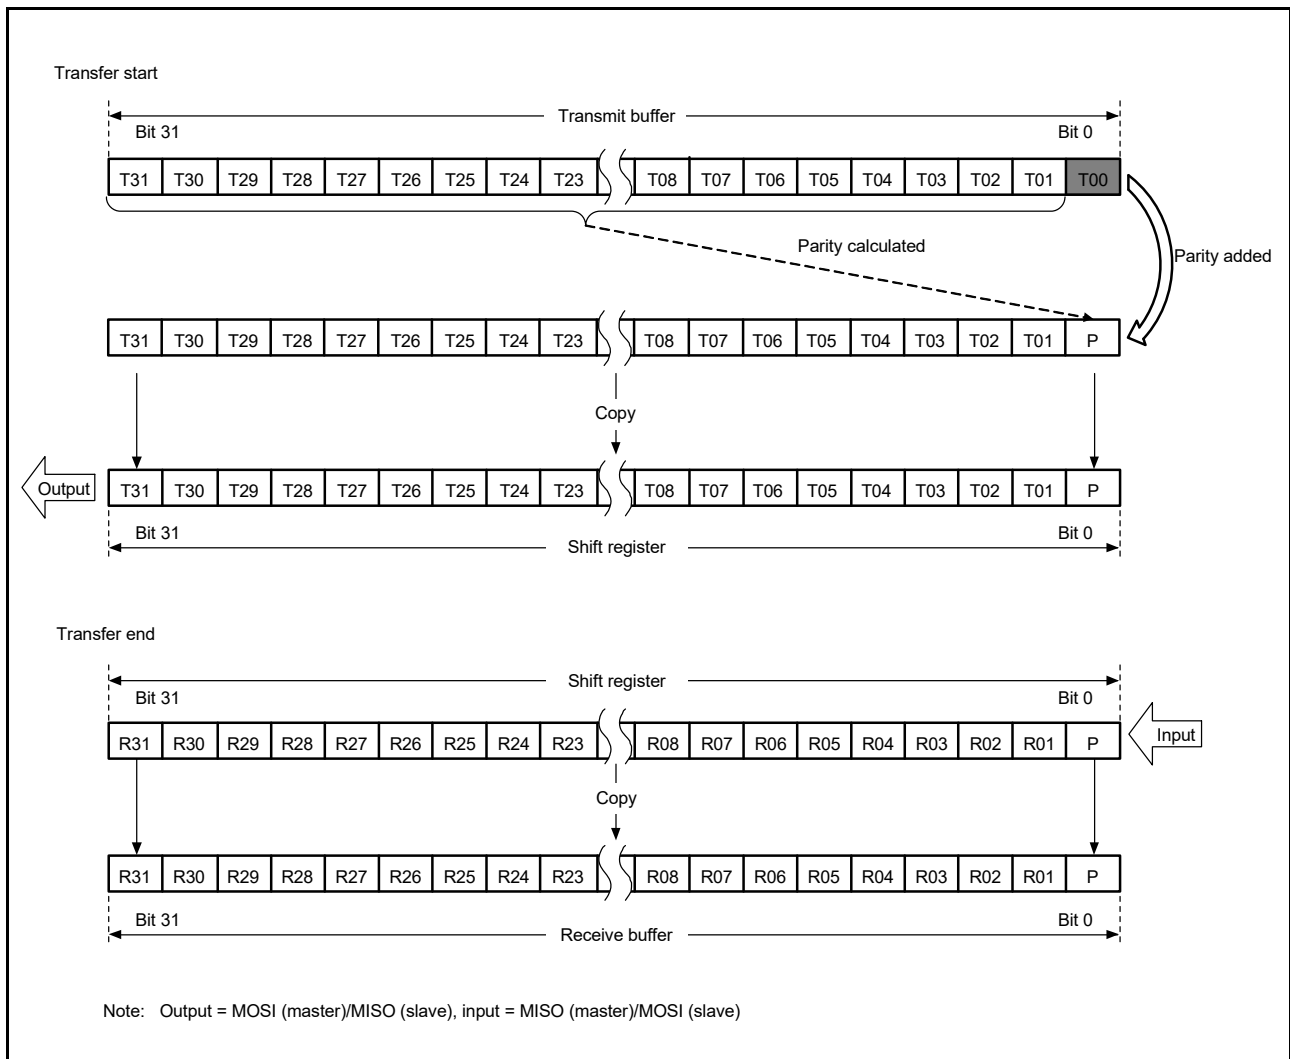 Transfer start
Transmit buffer
Bit 31 Bit 0
T31 T30 T29 T28 T27 T26 T25 T24 T23 T08 T07 T06 T05 T04 T03 T02 T01 T00
Parity calculated
Parity added
T31 T30 T29 T28 T27 T26 T25 T24 T23 T08 T07 T06 T05 T04 T03 T02 T01 P
Copy
Output T31 T30 T29 T28 T27 T26 T25 T24 T23 T08 T07 T06 T05 T04 T03 T02 T01 P
Bit 31 Bit 0
Shift register
Transfer end
Shift register
Bit 31 Bit 0
R31 R30 R29 R28 R27 R26 R25 R24 R23 R08 R07 R06 R05 R04 R03 R02 R01 P Input
Copy
R31 R30 R29 R28 R27 R26 R25 R24 R23 R08 R07 R06 R05 R04 R03 R02 R01 P
Bit 31 Bit 0
Receive buffer
Note: Output = MOSI (master)/MISO (slave), input = MISO (master)/MOSI (slave)